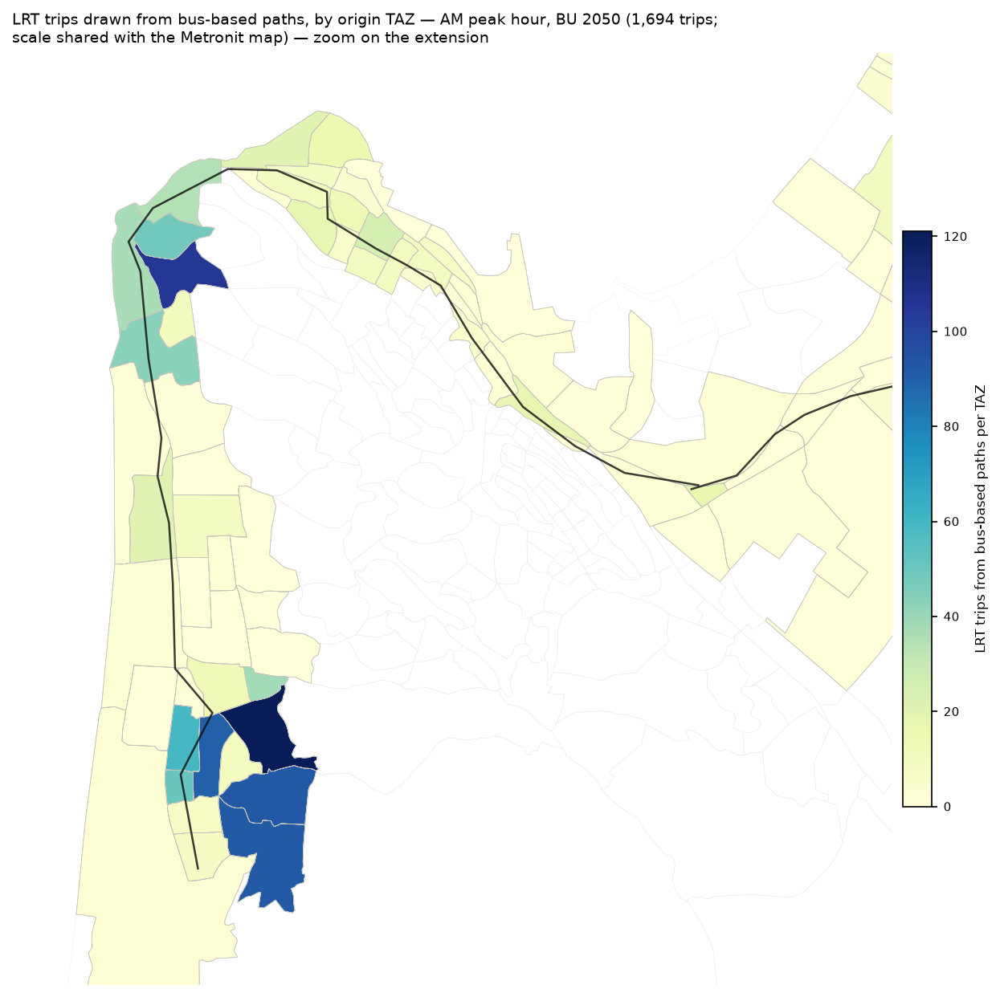 LRT trips drawn from bus-based paths, by origin TAZ — AM peak hour, BU 2050 (1,694 trips;
scale shared with the Metronit map) — zoom on the extension
120
100
80
60
40
20
0
LRT trips from bus-based paths per TAZ